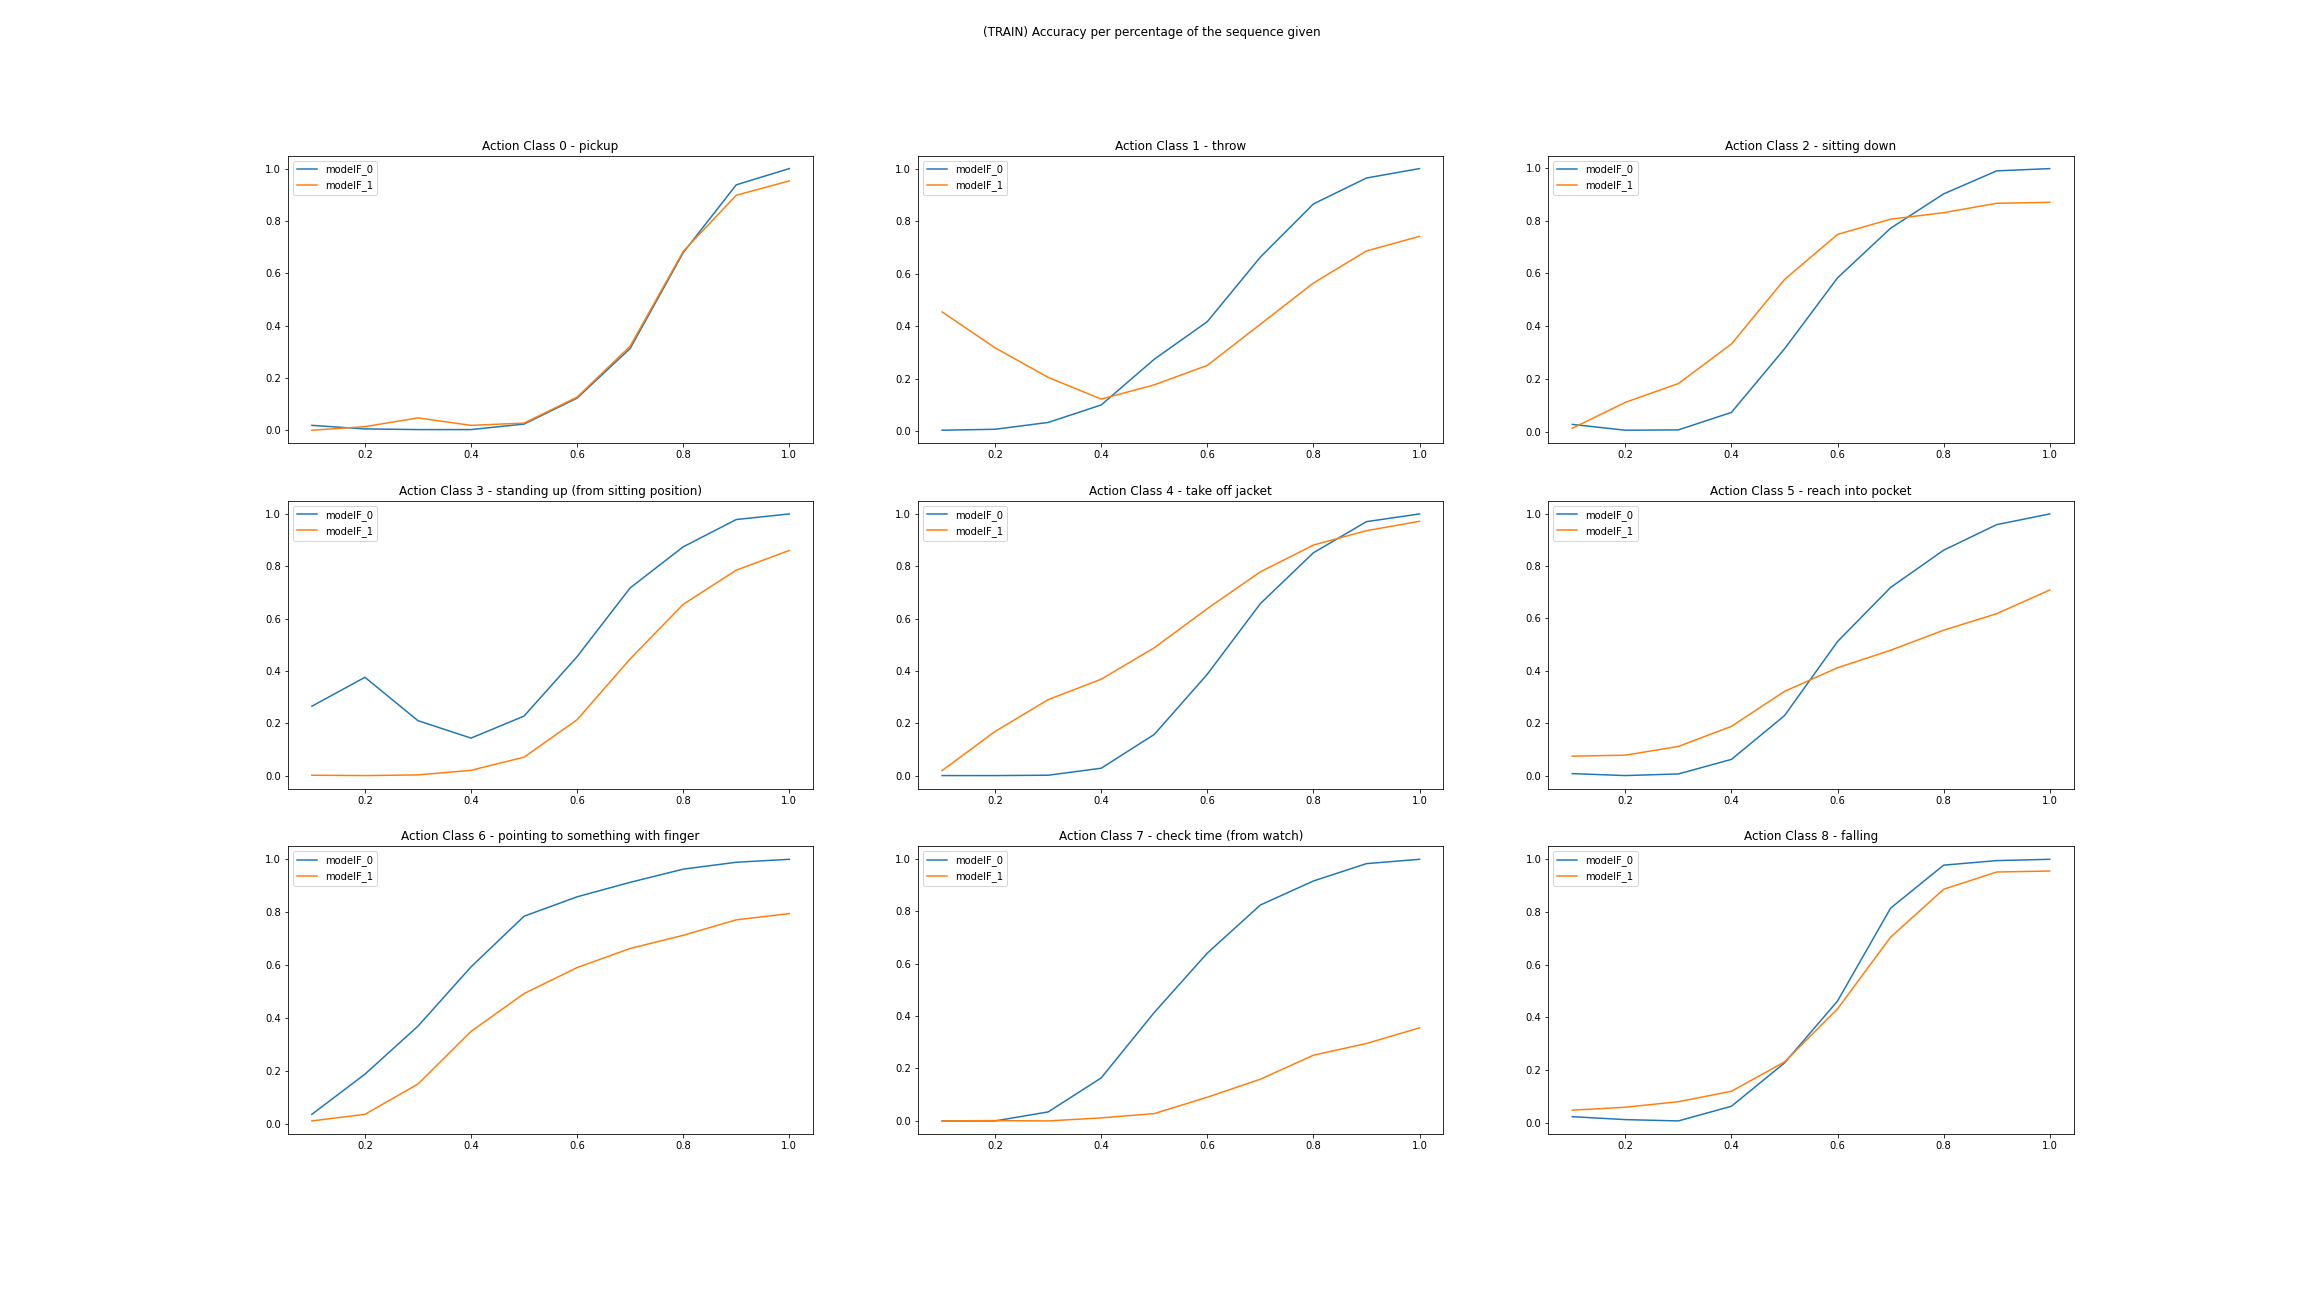 (TRAIN) Accuracy per percentage of the sequence given
Action Class 0 - pickup
modelF_0
modelF_1
1.0
0.8
0.6
0.4
0.2
0.0
0.2 0.4 0.6 0.8 1.0
Action Class 1 - throw
modelF_0
modelF_1
1.0
0.8
0.6
0.4
0.2
0.0
0.2 0.4 0.6 0.8 1.0
Action Class 2 - sitting down
modelF_0
modelF_1
1.0
0.8
0.6
0.4
0.2
0.0
0.2 0.4 0.6 0.8 1.0
Action Class 3 - standing up (from sitting position)
modelF_0
modelF_1
1.0
0.8
0.6
0.4
0.2
0.0
0.2 0.4 0.6 0.8 1.0
Action Class 4 - take off jacket
modelF_0
modelF_1
1.0
0.8
0.6
0.4
0.2
0.0
0.2 0.4 0.6 0.8 1.0
Action Class 5 - reach into pocket
modelF_0
modelF_1
1.0
0.8
0.6
0.4
0.2
0.0
0.2 0.4 0.6 0.8 1.0
Action Class 6 - pointing to something with finger
modelF_0
modelF_1
1.0
0.8
0.6
0.4
0.2
0.0
0.2 0.4 0.6 0.8 1.0
Action Class 7 - check time (from watch)
modelF_0
modelF_1
1.0
0.8
0.6
0.4
0.2
0.0
0.2 0.4 0.6 0.8 1.0
Action Class 8 - falling
modelF_0
modelF_1
1.0
0.8
0.6
0.4
0.2
0.0
0.2 0.4 0.6 0.8 1.0